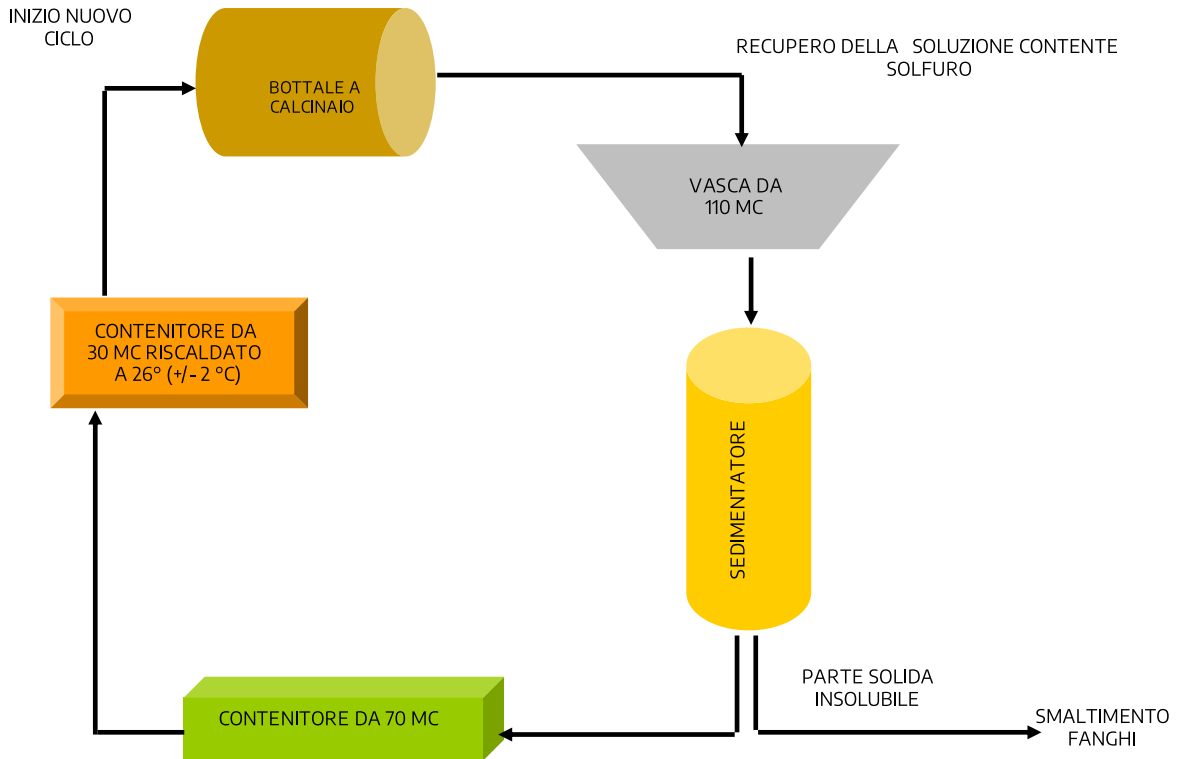 INIZIO NUOVO
CICLO
BOTTALE A
CALCINAIO
RECUPERO DELLA SOLUZIONE CONTENTE
SOLFURO
VASCA DA
110 MC
CONTENITORE DA
30 MC RISCALDATO
A 26° (+/- 2 °C)
SEDIMENTATORE
CONTENITORE DA 70 MC
PARTE SOLIDA
INSOLUBILE
SMALTIMENTO
FANGHI